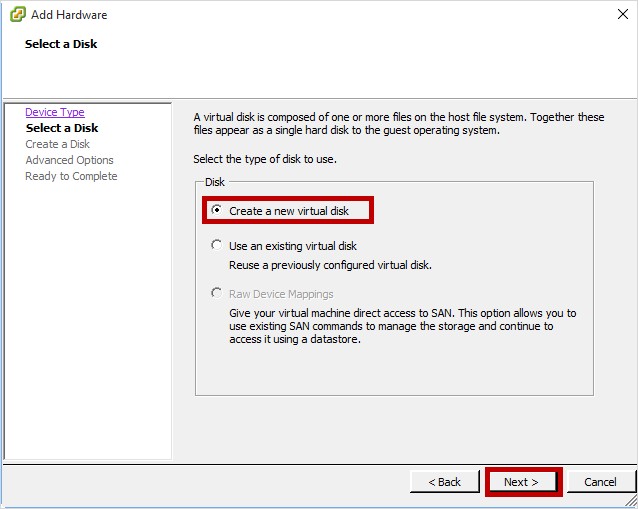 Add Hardware
Select a Disk
Device Type
Select a Disk
Create a Disk
Advanced Options
Ready to Complete
A virtual disk is composed of one or more files on the host file system. Together these
files appear as a single hard disk to the guest operating system.
Select the type of disk to use.
Disk
Create a new virtual disk
Use an existing virtual disk
Reuse a previously configured virtual disk.
Raw Device Mappings
Give your virtual machine direct access to SAN. This option allows you to
use existing SAN commands to manage the storage and continue to
access it using a datastore.
< Back
Next >
Cancel